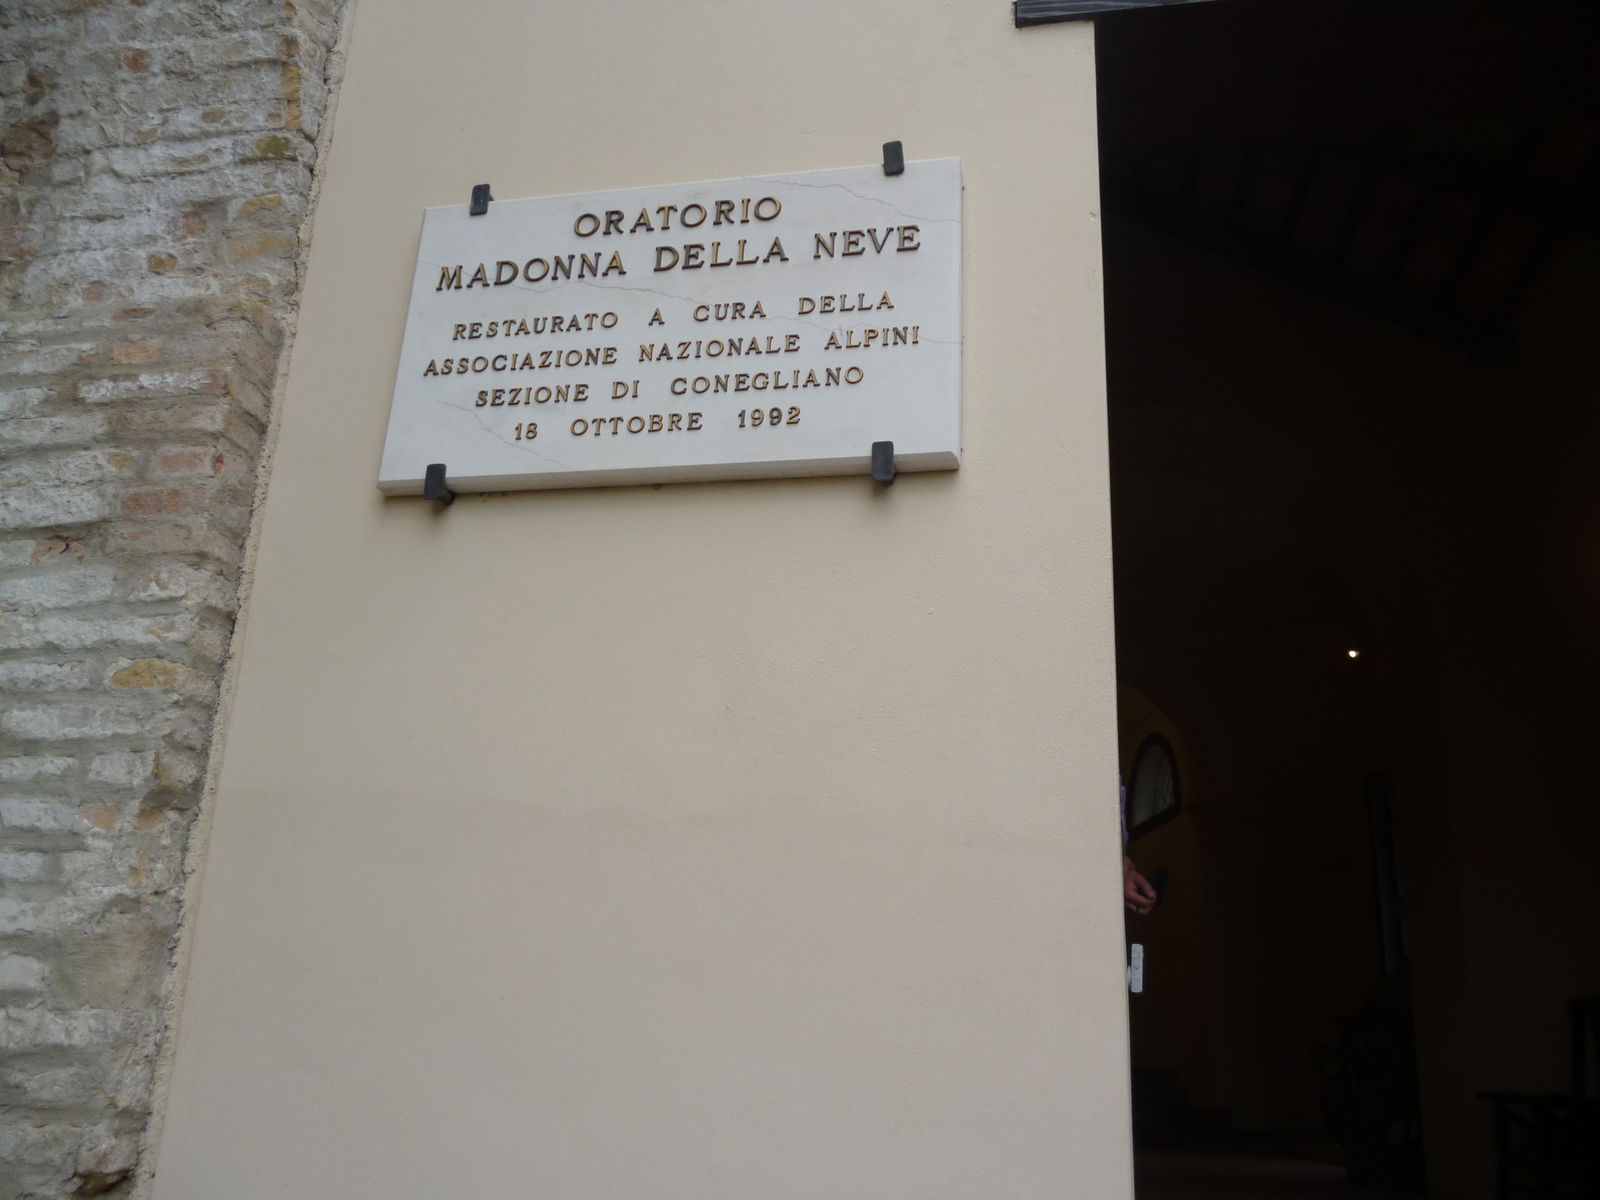 ORATORIO
MADONNA DELLA NEVE
RESTAURATO A CURA DELLA
ASSOCIAZIONE NAZIONALE ALPINI
SEZIONE DI CONEGLIANO
18 OTTOBRE 1992